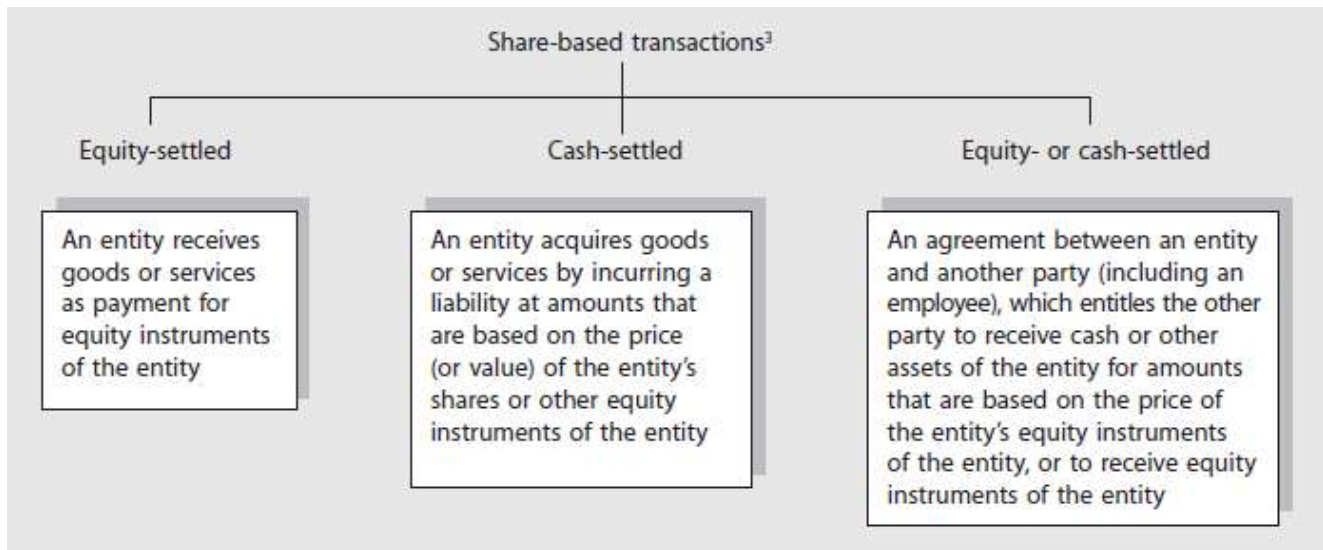 Share-based transactions³
Equity-settled
Cash-settled
Equity- or cash-settled
An entity receives
goods or services
as payment for
equity instruments
of the entity
An entity acquires goods
or services by incurring a
liability at amounts that
are based on the price
(or value) of the entity's
shares or other equity
instruments of the entity
An agreement between an entity
and another party (including an
employee), which entitles the other
party to receive cash or other
assets of the entity for amounts
that are based on the price of
the entity's equity instruments
of the entity, or to receive equity
instruments of the entity